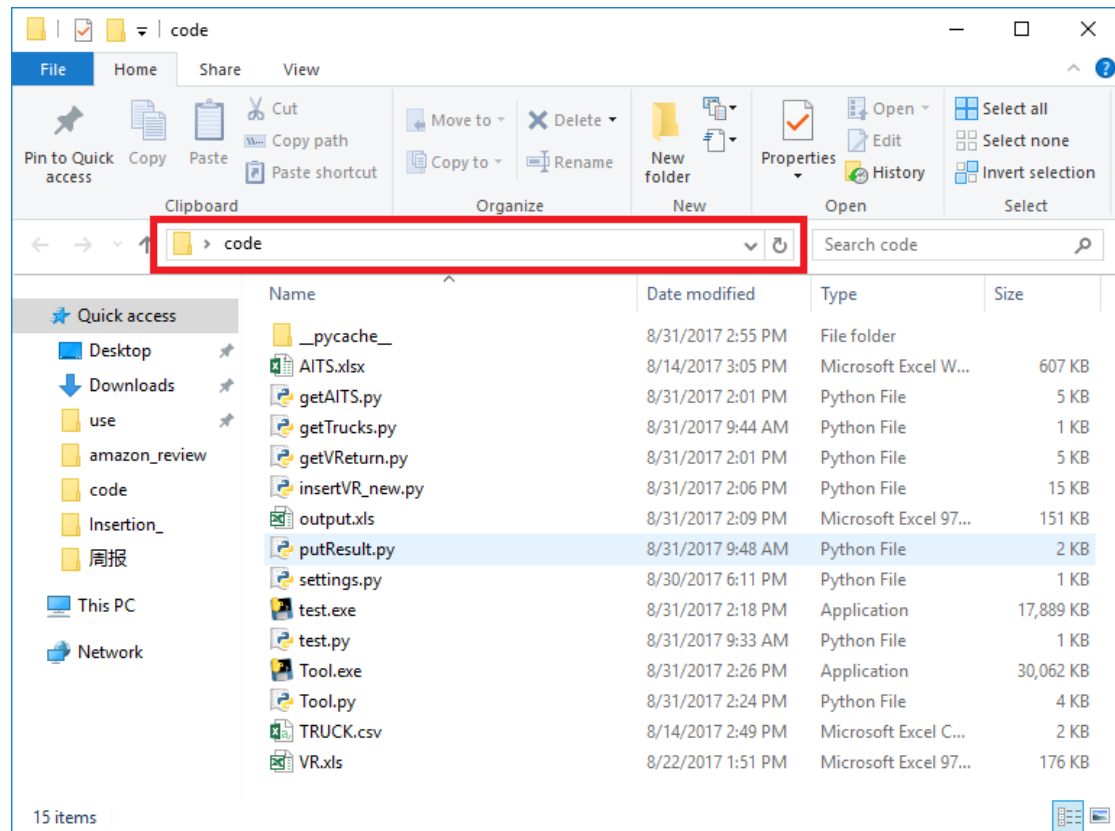 code
File Home Share View
Pin to Quick access
Copy
Paste
Cut
Copy path
Paste shortcut
Clipboard
Move to
Copy to
Delete
Rename
Organize
New folder
New
Properties
Open
Edit
History
Open
Select all
Select none
Invert selection
Select
code
Search code
Quick access
Desktop
Downloads
use
amazon_review
code
Insertion_
周报
This PC
Network
Name Date modified Type Size
__pycache__ 8/31/2017 2:55 PM File folder
AITS.xlsx 8/14/2017 3:05 PM Microsoft Excel W... 607 KB
getAITS.py 8/31/2017 2:01 PM Python File 5 KB
getTrucks.py 8/31/2017 9:44 AM Python File 1 KB
getVReturn.py 8/31/2017 2:01 PM Python File 5 KB
insertVR_new.py 8/31/2017 2:06 PM Python File 15 KB
output.xls 8/31/2017 2:09 PM Microsoft Excel 97... 151 KB
putResult.py 8/31/2017 9:48 AM Python File 2 KB
settings.py 8/30/2017 6:11 PM Python File 1 KB
test.exe 8/31/2017 2:18 PM Application 17,889 KB
test.py 8/31/2017 9:33 AM Python File 1 KB
Tool.exe 8/31/2017 2:26 PM Application 30,062 KB
Tool.py 8/31/2017 2:24 PM Python File 4 KB
TRUCK.csv 8/14/2017 2:49 PM Microsoft Excel C... 2 KB
VR.xls 8/22/2017 1:51 PM Microsoft Excel 97... 176 KB
15 items